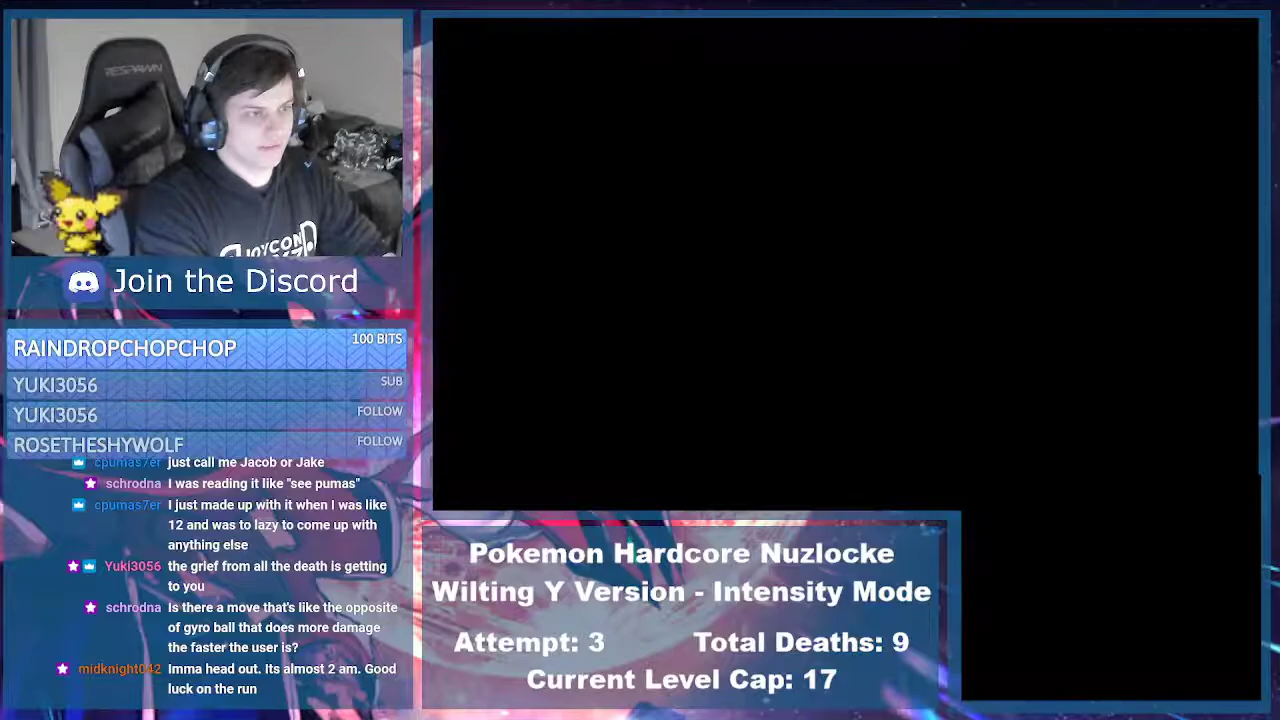 RESPAWN
JOYCON
Join the Discord
RAINDROPCHOPCHOP 100 BITS
YUKI3056 SUB
YUKI3056 FOLLOW
ROSETHESHYWOLF FOLLOW
cpumas7er just call me Jacob or Jake
schrodna I was reading it like "see pumas"
cpumas7er I just made up with it when I was like
12 and was to lazy to come up with
anything else
Yuki3056 the grief from all the death is getting
to you
schrodna Is there a move that's like the opposite
of gyro ball that does more damage
the faster the user is?
midknight042 Imma head out. Its almost 2 am. Good
luck on the run
Pokemon Hardcore Nuzlocke
Wilting Y Version - Intensity Mode
Attempt: 3 Total Deaths: 9
Current Level Cap: 17